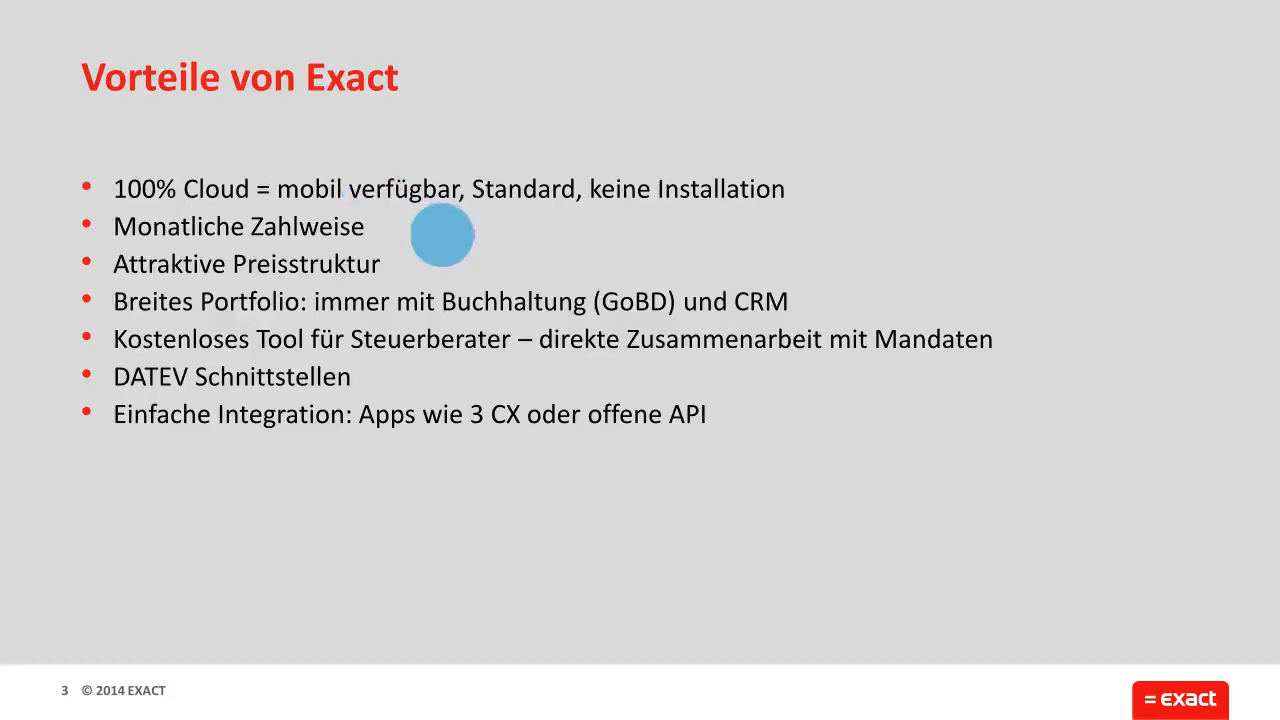 Vorteile von Exact
• 100% Cloud = mobil verfügbar, Standard, keine Installation
• Monatliche Zahlweise
• Attraktive Preisstruktur
• Breites Portfolio: immer mit Buchhaltung (GoBD) und CRM
• Kostenloses Tool für Steuerberater – direkte Zusammenarbeit mit Mandaten
• DATEV Schnittstellen
• Einfache Integration: Apps wie 3 CX oder offene API
3 © 2014 EXACT
= exact